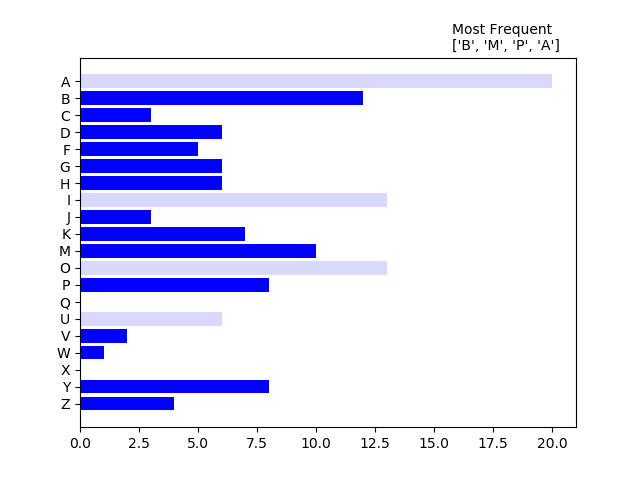 Most Frequent
['B', 'M', 'P', 'A']
A
B
C
D
F
G
H
I
J
K
M
O
P
Q
U
V
W
X
Y
Z
0.0 2.5 5.0 7.5 10.0 12.5 15.0 17.5 20.0